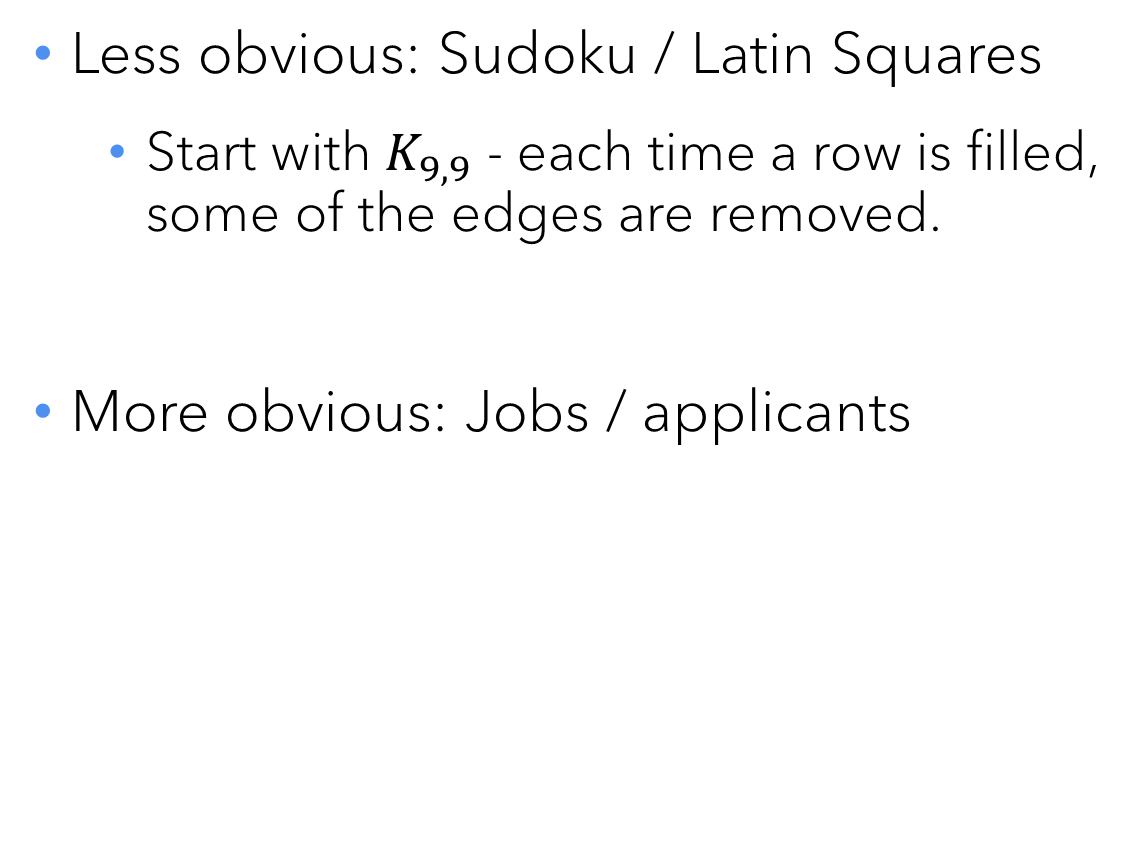 • Less obvious: Sudoku / Latin Squares
• Start with K₉,₉ - each time a row is filled,
some of the edges are removed.
• More obvious: Jobs / applicants